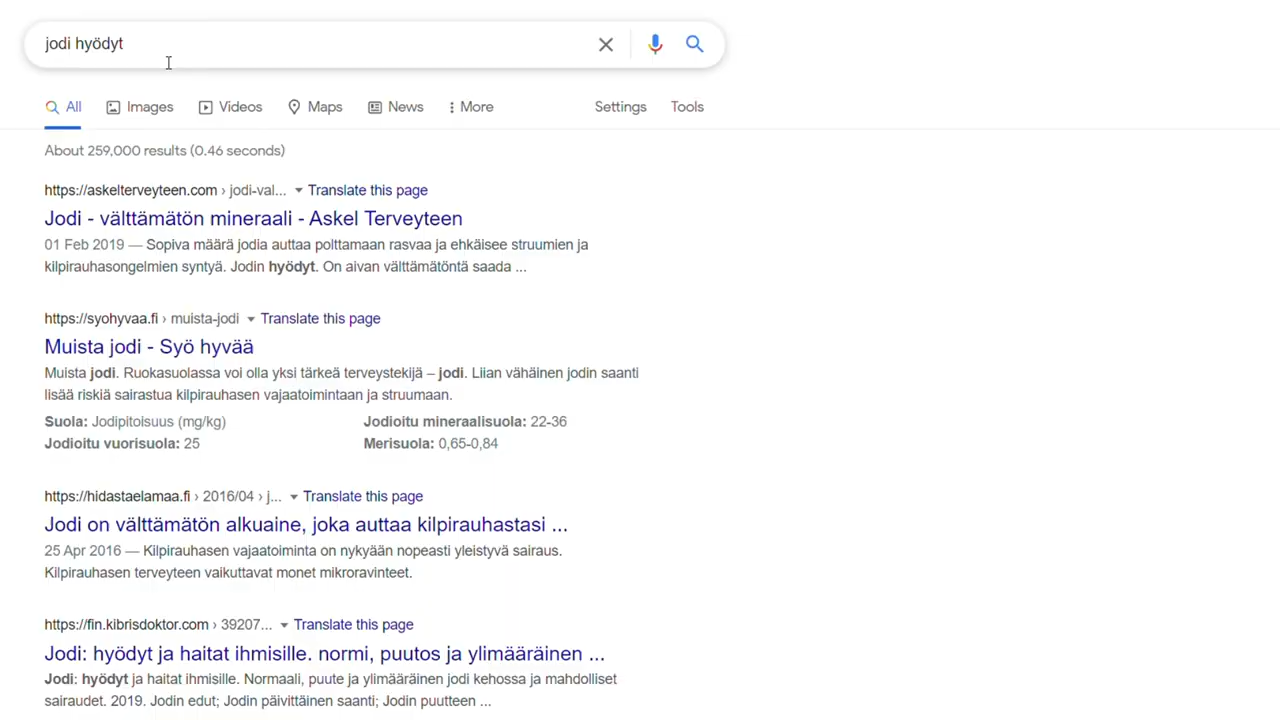 jodi hyödyt
All Images Videos Maps News More Settings Tools
About 259,000 results (0.46 seconds)
https://askelterveyteen.com › jodi-val... Translate this page
Jodi - välttämätön mineraali - Askel Terveyteen
01 Feb 2019 — Sopiva määrä jodia auttaa polttamaan rasvaa ja ehkäisee struumien ja
kilpirauhasongelmien syntyä. Jodin hyödyt. On aivan välttämätöntä saada ...
https://syohyvaa.fi › muista-jodi Translate this page
Muista jodi - Syö hyvää
Muista jodi. Ruokasuolassa voi olla yksi tärkeä terveystekijä – jodi. Liian vähäinen jodin saanti
lisää riskiä sairastua kilpirauhasen vajaatoimintaan ja struumaan.
Suola: Jodipitoisuus (mg/kg) Jodioitu mineraalisuola: 22-36
Jodioitu vuorisuola: 25 Merisuola: 0,65-0,84
https://hidastaelamaa.fi › 2016/04 › j... Translate this page
Jodi on välttämätön alkuaine, joka auttaa kilpirauhastasi ...
25 Apr 2016 — Kilpirauhasen vajaatoiminta on nykyään nopeasti yleistyvä sairaus.
Kilpirauhasen terveyteen vaikuttavat monet mikroravinteet.
https://fin.kibrisdoktor.com › 39207... Translate this page
Jodi: hyödyt ja haitat ihmisille. normi, puutos ja ylimääräinen ...
Jodi: hyödyt ja haitat ihmisille. Normaali, puute ja ylimääräinen jodi kehossa ja mahdolliset
sairaudet. 2019. Jodin edut; Jodin päivittäinen saanti; Jodin puutteen ...